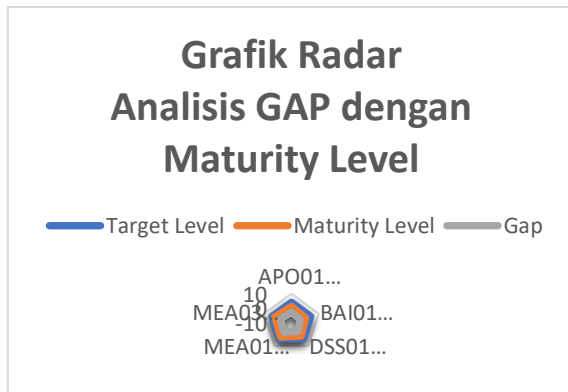 Grafik Radar
Analisis GAP dengan
Maturity Level
Target Level Maturity Level Gap
APO01...
10
0
-10
MEA03... BAI01...
MEA01... DSS01...